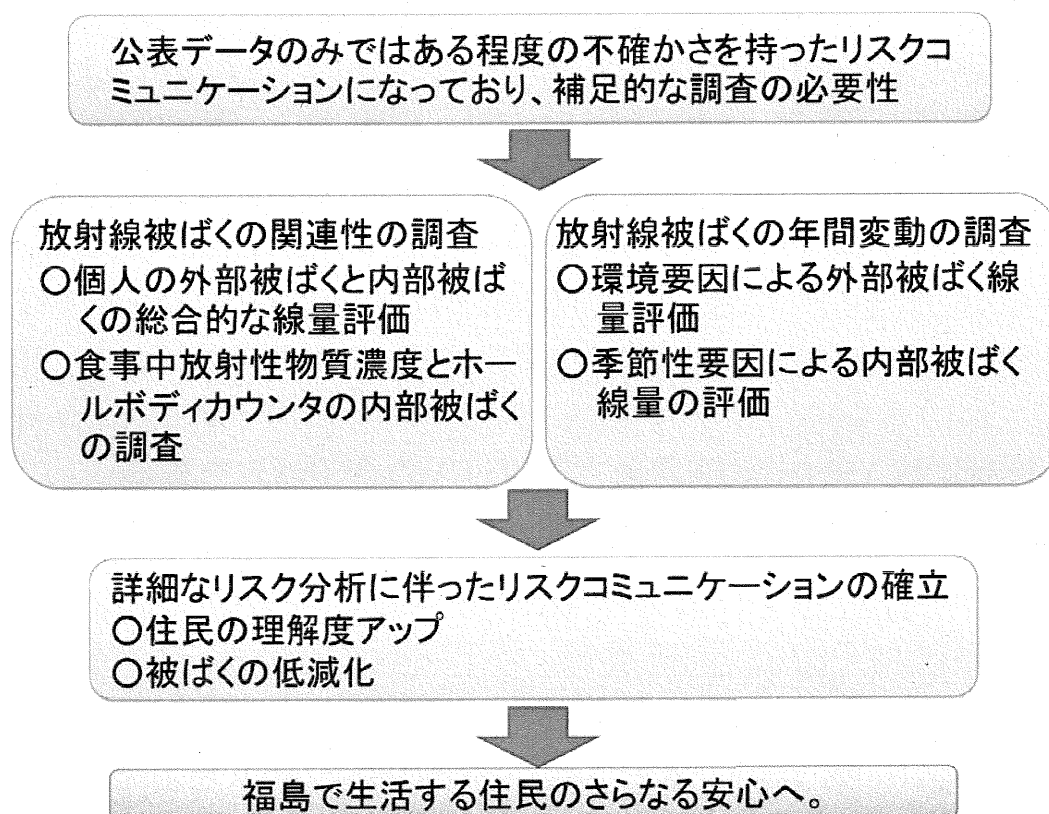 公表データのみではある程度の不確かさを持ったリスクコ
ミュニケーションになっており、補足的な調査の必要性
放射線被ばくの関連性の調査
〇個人の外部被ばくと内部被ば
くの総合的な線量評価
〇食事中放射性物質濃度とホー
ルボディカウンタの内部被ばく
の調査
放射線被ばくの年間変動の調査
〇環境要因による外部被ばく線
量評価
〇季節性要因による内部被ばく
線量の評価
詳細なリスク分析に伴ったリスクコミュニケーションの確立
〇住民の理解度アップ
〇被ばくの低減化
福島で生活する住民のさらなる安心へ。